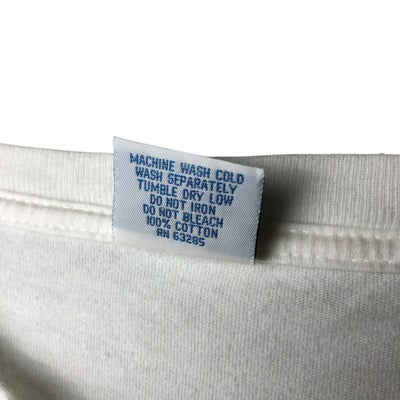 MACHINE WASH COLD
WASH SEPARATELY
TUMBLE DRY LOW
DO NOT IRON
DO NOT BLEACH
100% COTTON
RN 63285